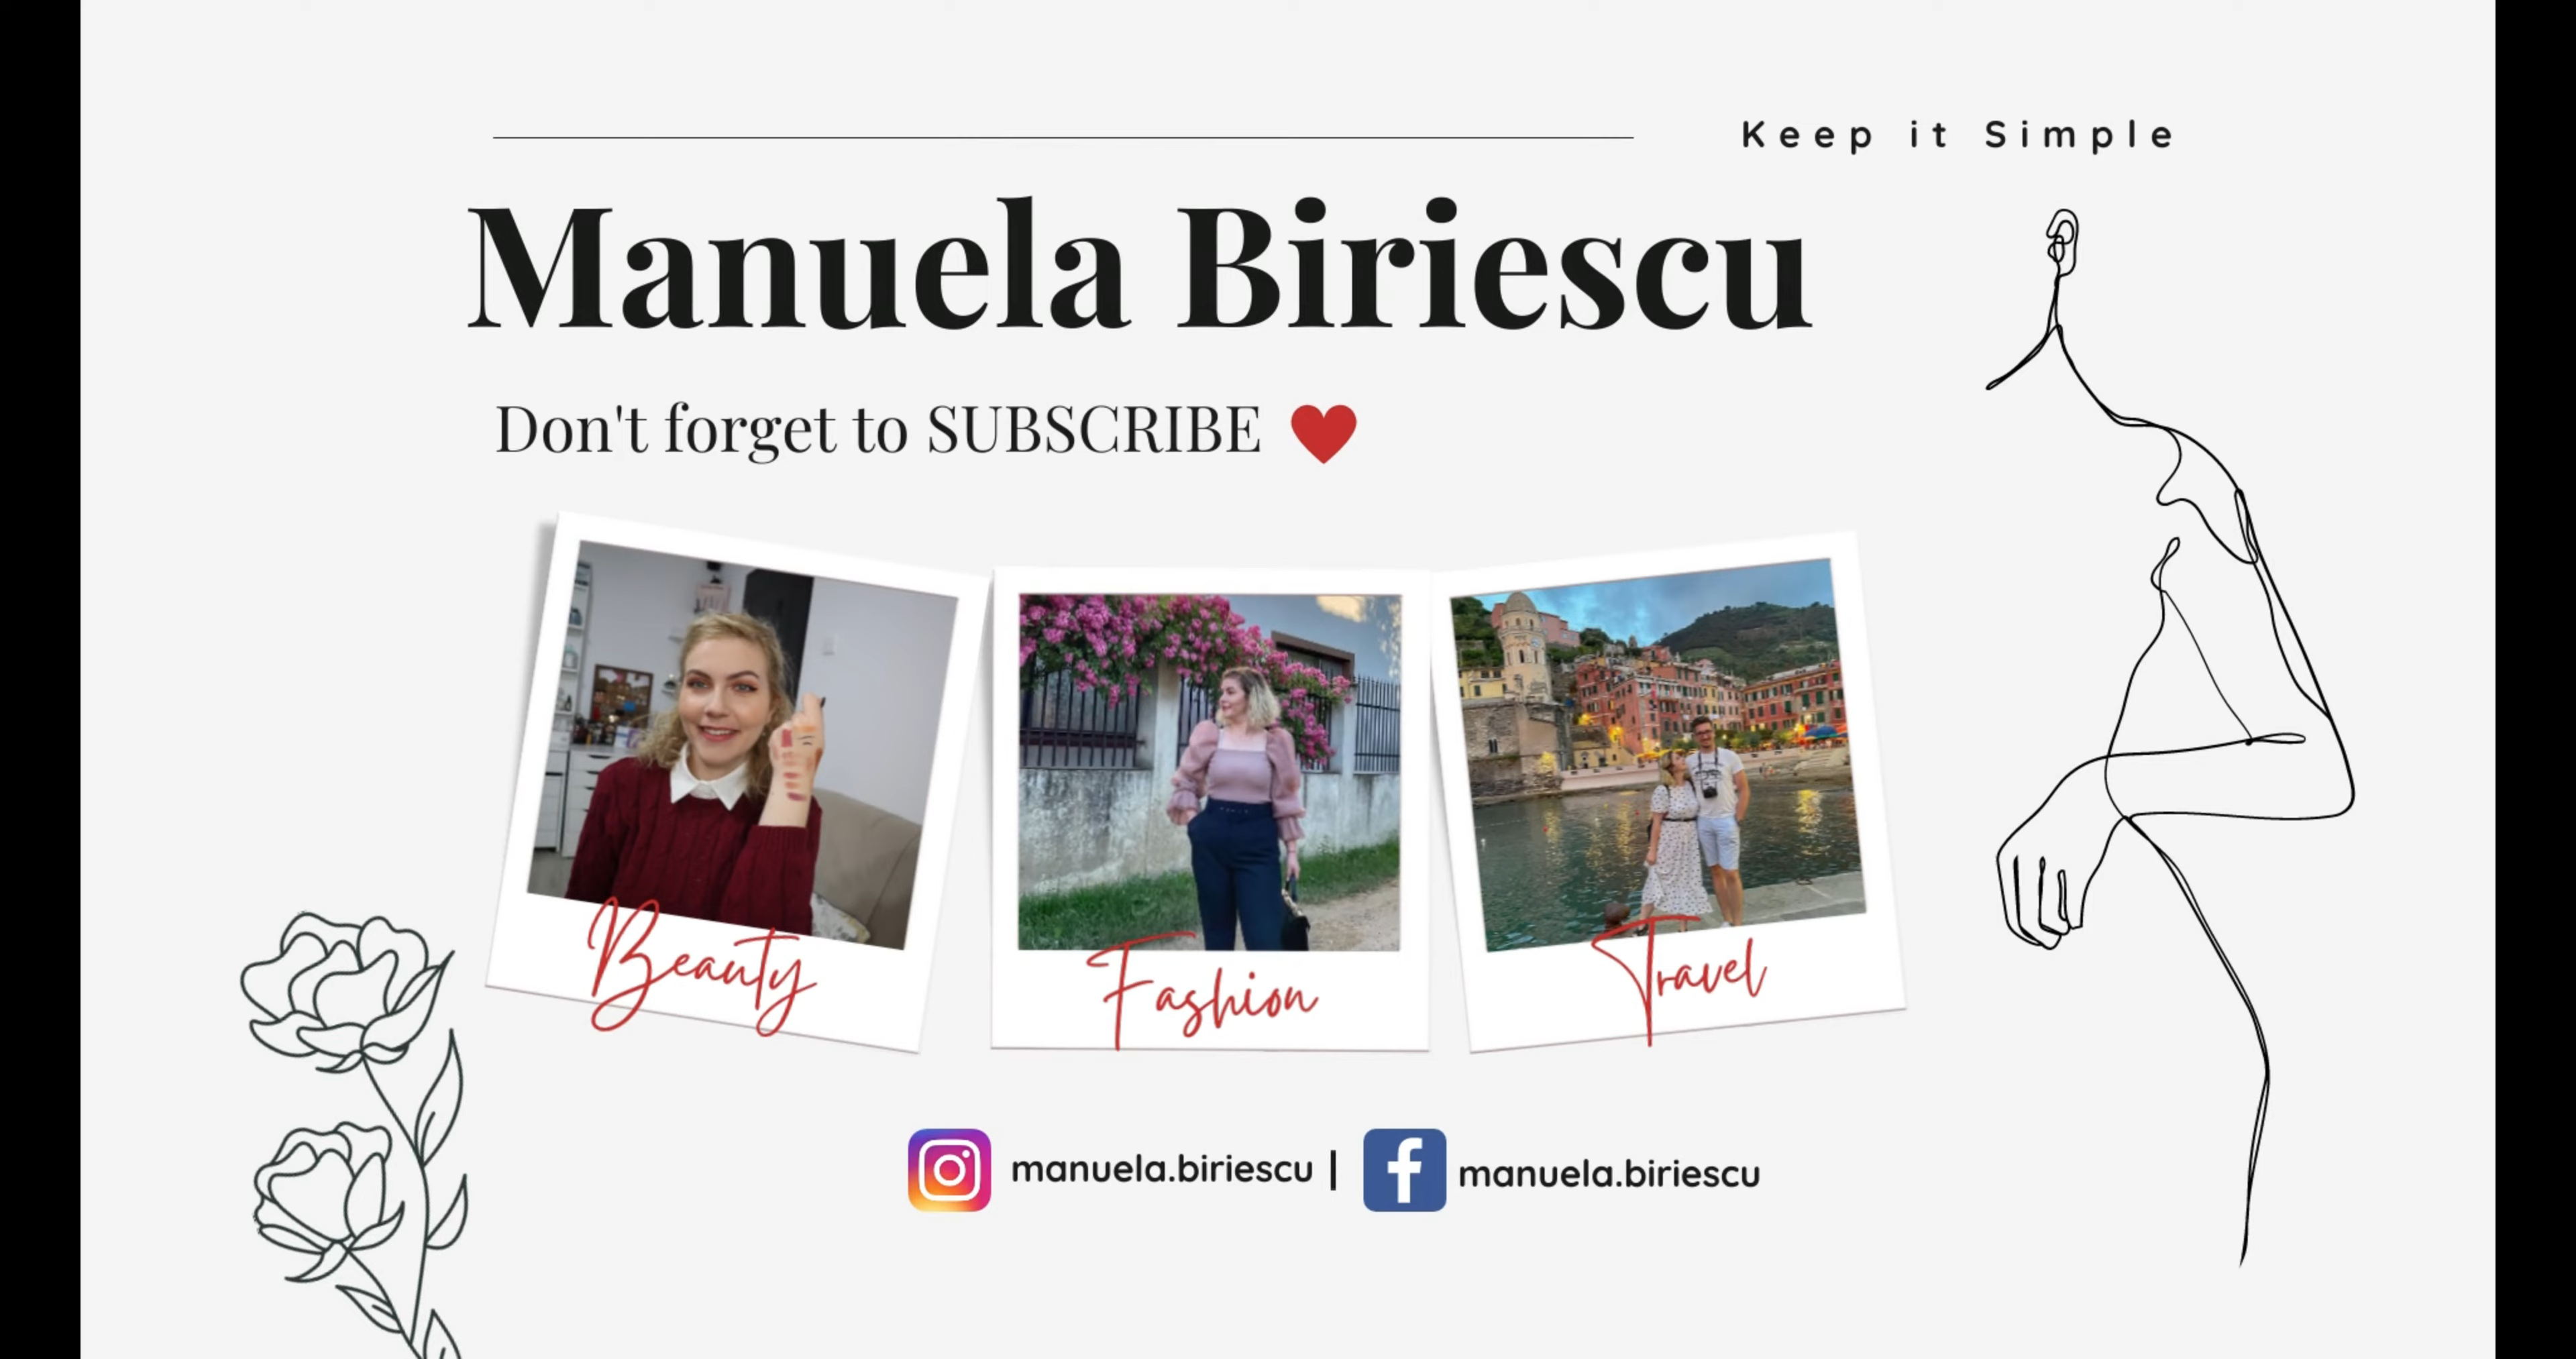 Keep it Simple
Manuela Biriescu
Don't forget to SUBSCRIBE
Beauty
Fashion
Travel
manuela.biriescu | manuela.biriescu